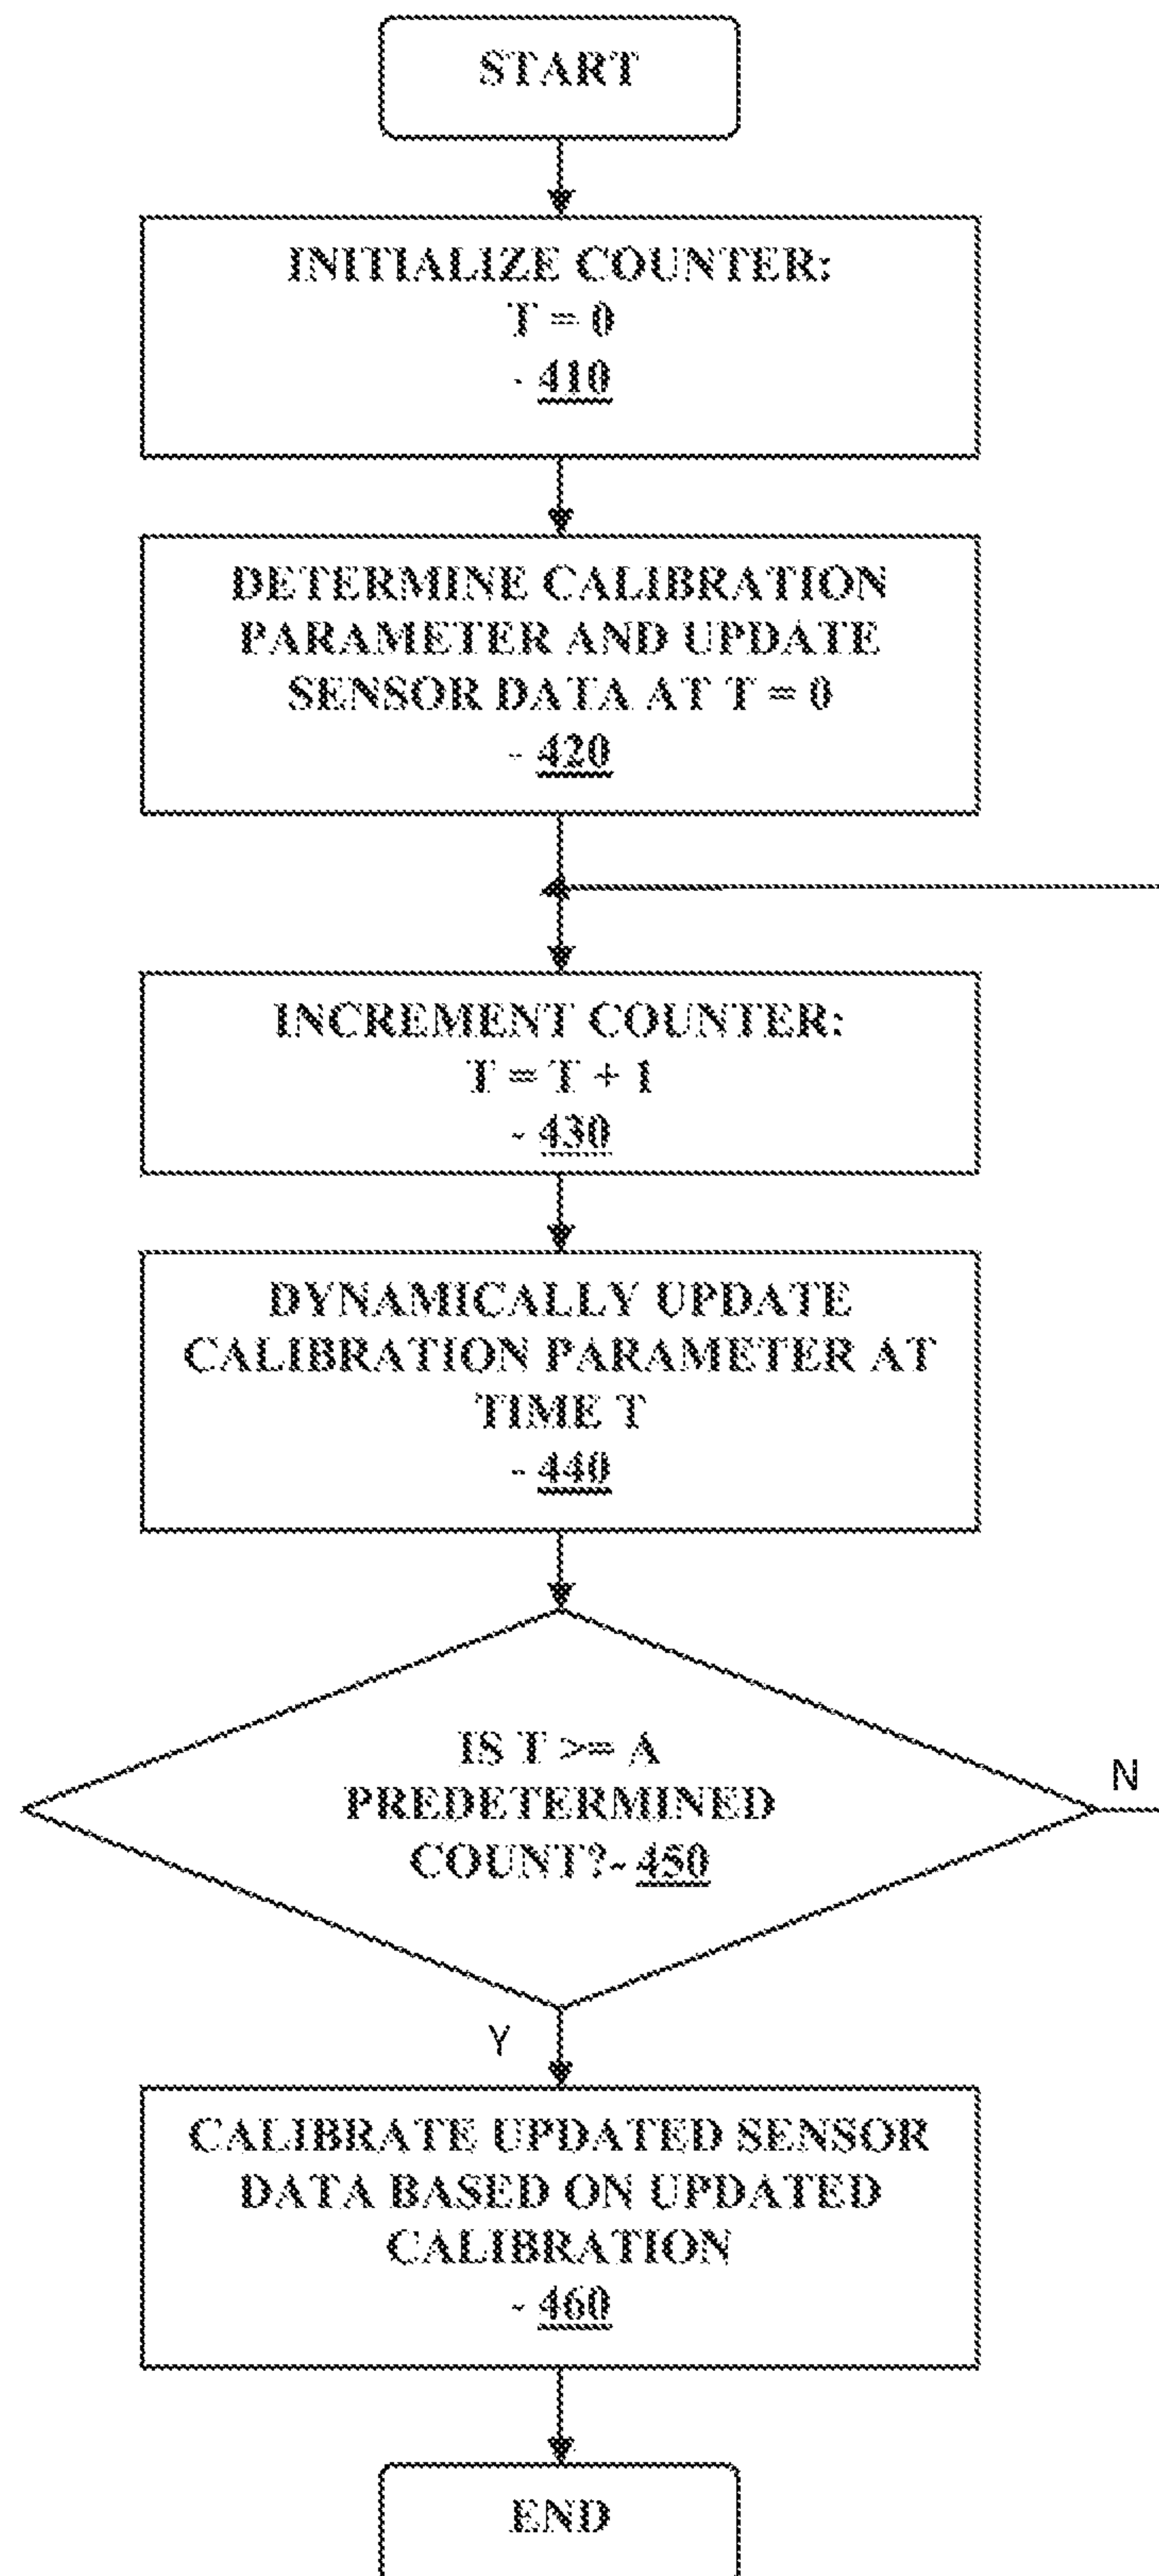 START
INITIALIZE COUNTER:
T = 0
- 410
DETERMINE CALIBRATION
PARAMETER AND UPDATE
SENSOR DATA AT T = 0
- 420
INCREMENT COUNTER:
T = T + 1
- 430
DYNAMICALLY UPDATE
CALIBRATION PARAMETER AT
TIME T
- 440
IS T >= A
PREDETERMINED
COUNT?- 450
N
Y
CALIBRATE UPDATED SENSOR
DATA BASED ON UPDATED
CALIBRATION
- 460
END